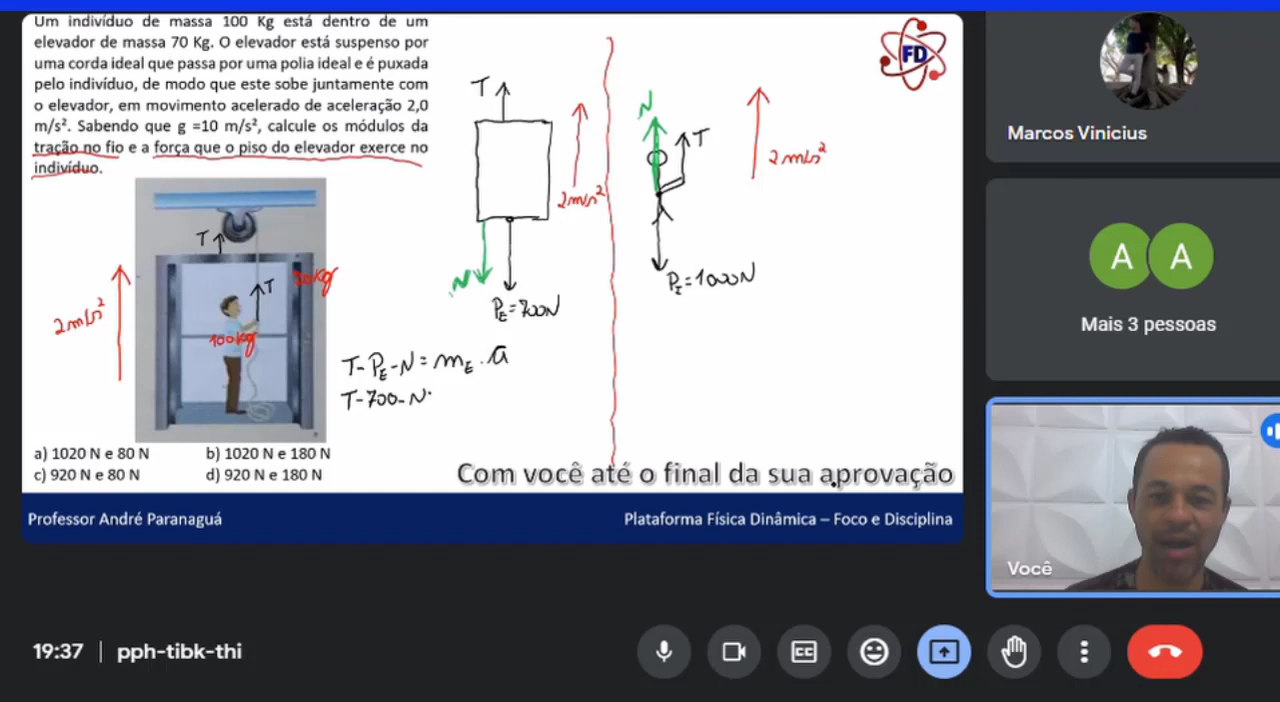 Um indivíduo de massa 100 Kg está dentro de um
elevador de massa 70 Kg. O elevador está suspenso por
uma corda ideal que passa por uma polia ideal e é puxada
pelo indivíduo, de modo que este sobe juntamente com
o elevador, em movimento acelerado de aceleração 2,0
m/s². Sabendo que g =10 m/s², calcule os módulos da
tração no fio e a força que o piso do elevador exerce no
indivíduo.
T
T
2m/s²
100kg
T
2m/s²
N
P_E=700N
N
T
2m/s²
P_I=1000N
T-P_E-N=m_E.a
T-700-N
a) 1020 N e 80 N
b) 1020 N e 180 N
c) 920 N e 80 N
d) 920 N e 180 N
Com você até o final da sua aprovação
Professor André Paranaguá
Plataforma Física Dinâmica – Foco e Disciplina
FD
Marcos Vinicius
A A
Mais 3 pessoas
Você
19:37 | pph-tibk-thi
CC